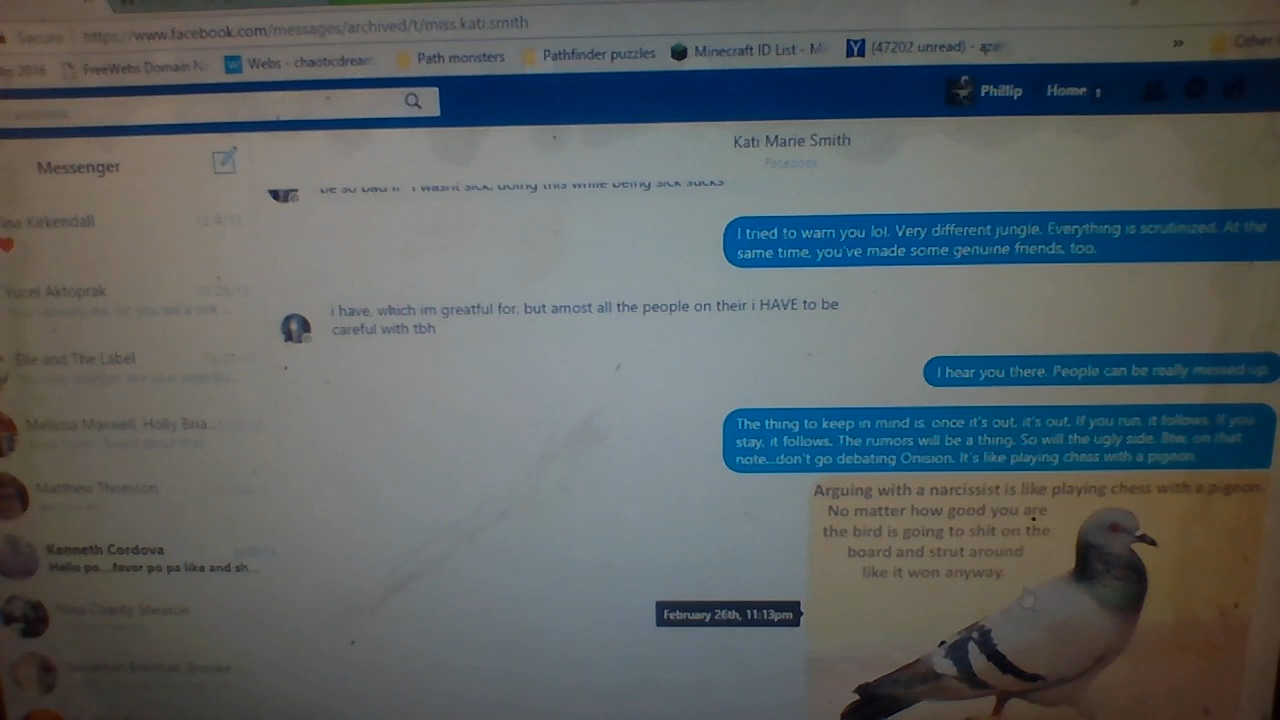 Secure https://www.facebook.com/messages/archived/t/miss.kati.smith
bs 2016 FreeWebs Domain N Webs - chaoticdream Path monsters Pathfinder puzzles Minecraft ID List - M (47202 unread) - » Other
Phillip Home 1
Messenger
Kati Marie Smith
Facebook
be so bad if i wasnt sick, doing this while being sick sucks
Kirkendall
I tried to warn you lol. Very different jungle. Everything is scrutinized. At the
same time, you've made some genuine friends, too.
Yucel Aktoprak
i have, which im greatful for, but amost all the people on their i HAVE to be
careful with tbh
Elle and The Label
I hear you there. People can be really messed up.
Melissa Maxwell, Holly Bria...
The thing to keep in mind is, once it's out, it's out. If you run, it follows. If you
stay, it follows. The rumors will be a thing. So will the ugly side. Btw, on that
note...don't go debating Onision. It's like playing chess with a pigeon.
Matthew Thomson
Arguing with a narcissist is like playing chess with a pigeon.
No matter how good you are
the bird is going to shit on the
board and strut around
like it won anyway.
Kenneth Cordova
Hello po...favor po pa like and sh...
February 26th, 11:13pm